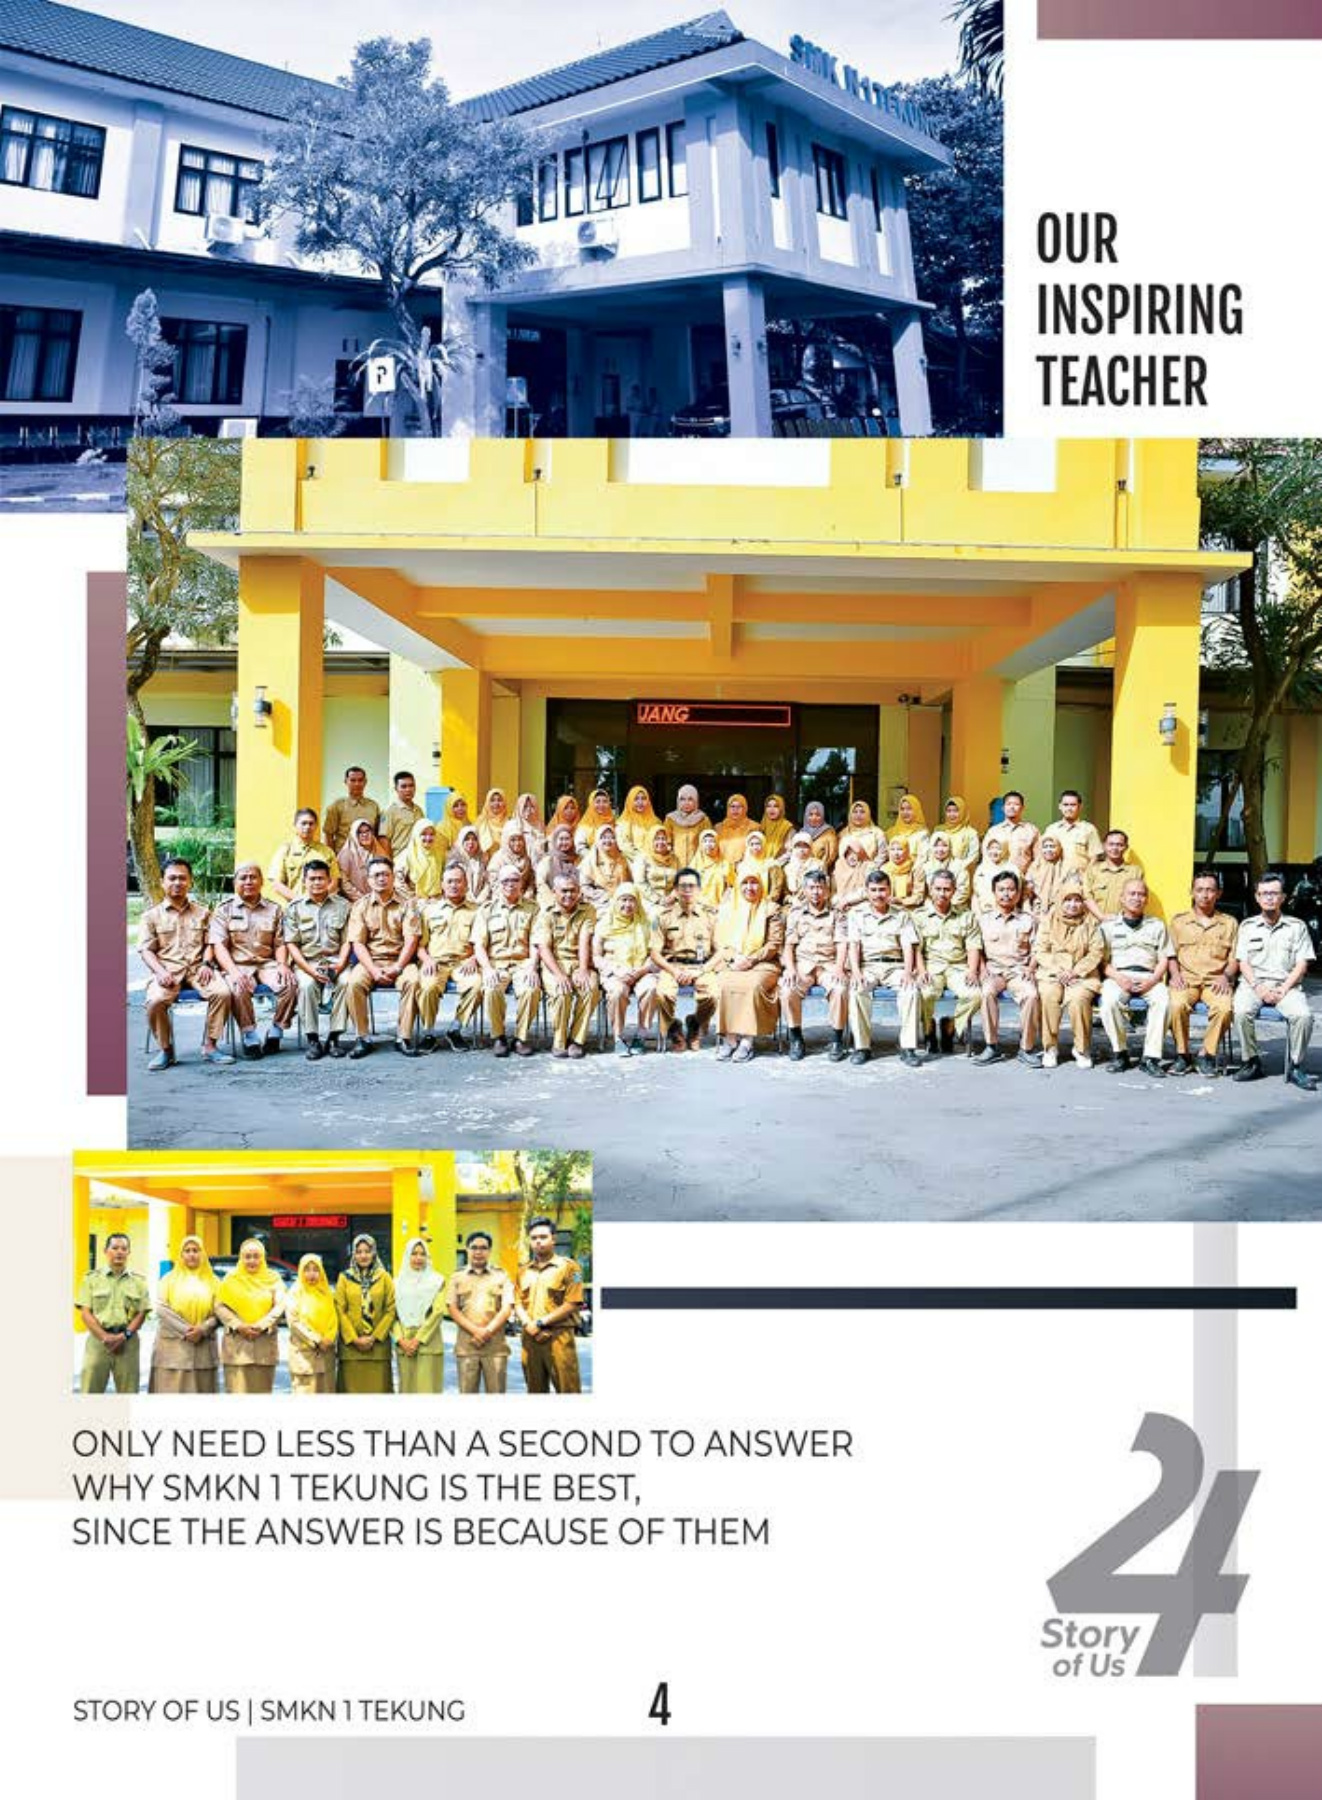 SMK N 1 TEKUNG
OUR
INSPIRING
TEACHER
P
JANG
ONLY NEED LESS THAN A SECOND TO ANSWER
WHY SMKN 1 TEKUNG IS THE BEST,
SINCE THE ANSWER IS BECAUSE OF THEM
24
Story
of Us
STORY OF US | SMKN 1 TEKUNG
4